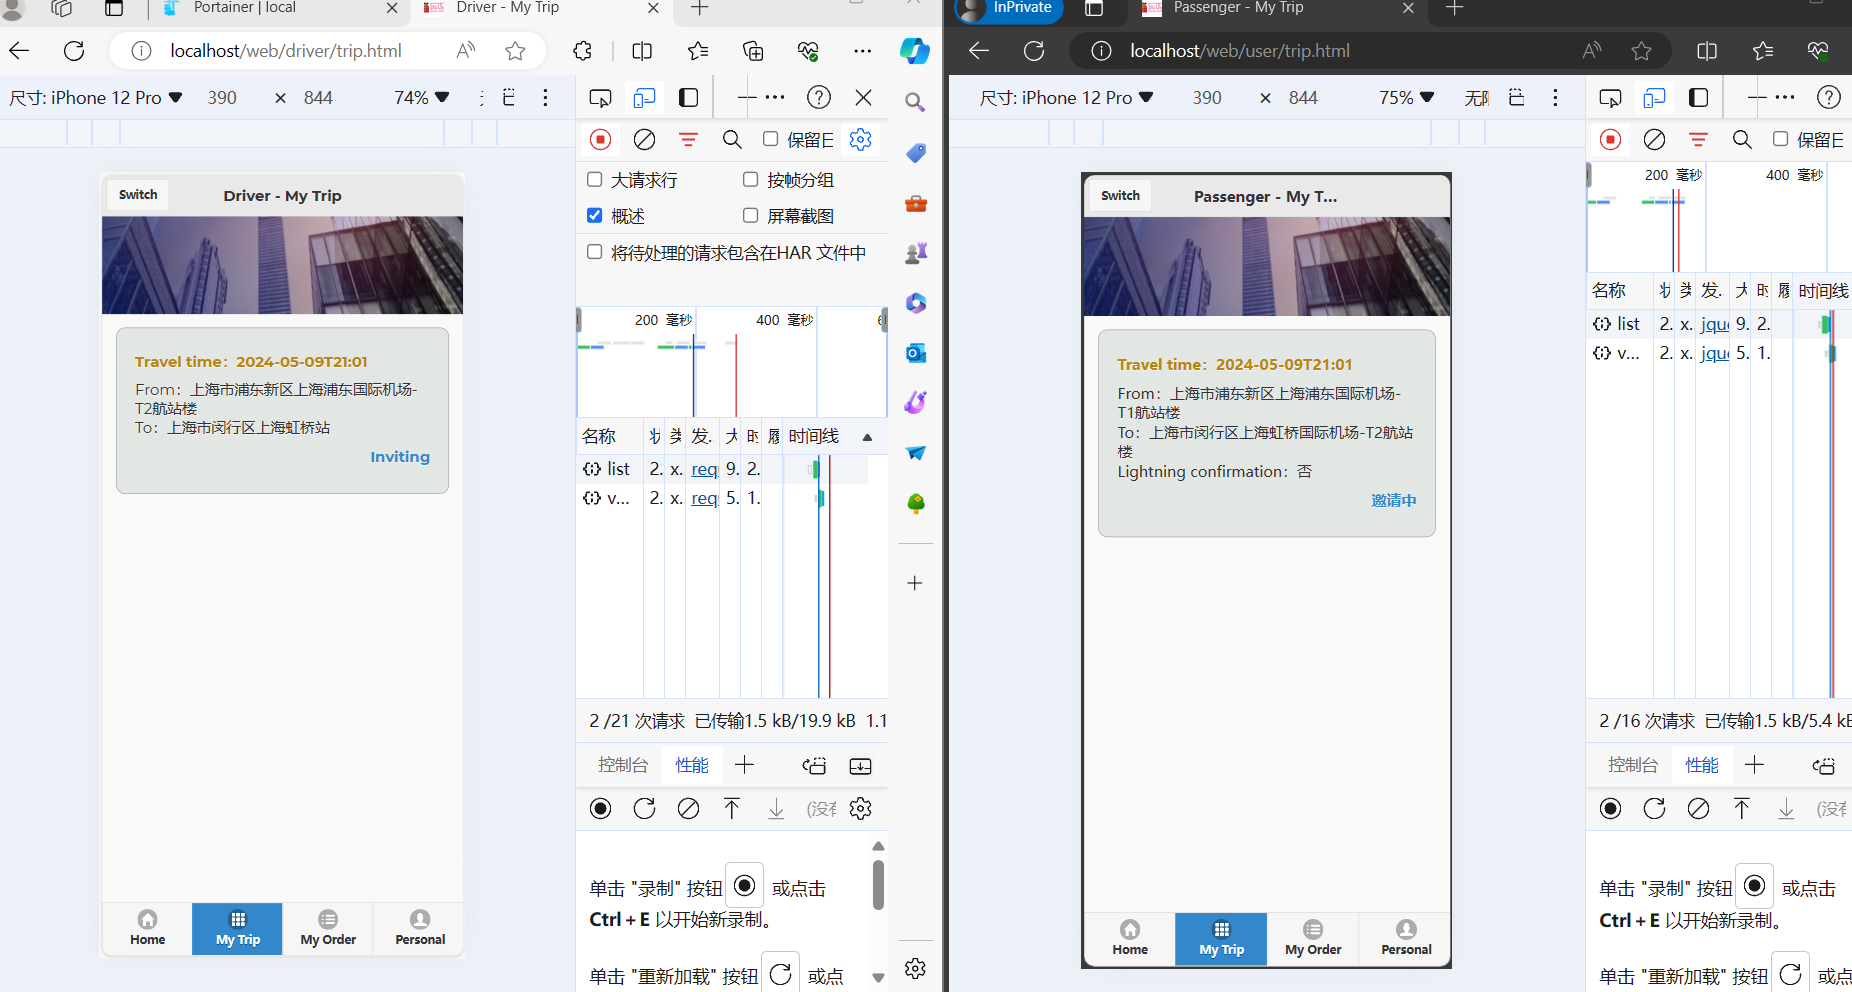 Portainer | local
Driver - My Trip
localhost/web/driver/trip.html
尺寸: iPhone 12 Pro
390 × 844
74%
保留日
大请求行
按帧分组
概述
屏幕截图
将待处理的请求包含在HAR 文件中
200 毫秒
400 毫秒
名称
发..
时间线
list
2.
x.
req
9.
2.
v...
2.
x.
req
5.
1.
2 /21 次请求 已传输1.5 kB/19.9 kB 1.1
控制台
性能
(没有
单击 "录制" 按钮 或点击
Ctrl + E 以开始新录制。
单击 "重新加载" 按钮 或点
Switch
Driver - My Trip
Travel time：2024-05-09T21:01
From：上海市浦东新区上海浦东国际机场-
T2航站楼
To：上海市闵行区上海虹桥站
Inviting
Home
My Trip
My Order
Personal
InPrivate
Passenger - My Trip
localhost/web/user/trip.html
尺寸: iPhone 12 Pro
390 × 844
75%
保留日
200 毫秒
400 毫秒
名称
类
发..
时
履
时间线
list
2.
x.
jque
9.
2.
v...
2.
x.
jque
5.
1.
2 /16 次请求 已传输1.5 kB/5.4 kB
控制台
性能
(没有
单击 "录制" 按钮 或点击
Ctrl + E 以开始新录制。
单击 "重新加载" 按钮 或点
Switch
Passenger - My T...
Travel time：2024-05-09T21:01
From：上海市浦东新区上海浦东国际机场-
T1航站楼
To：上海市闵行区上海虹桥国际机场-T2航站
楼
Lightning confirmation：否
邀请中
Home
My Trip
My Order
Personal